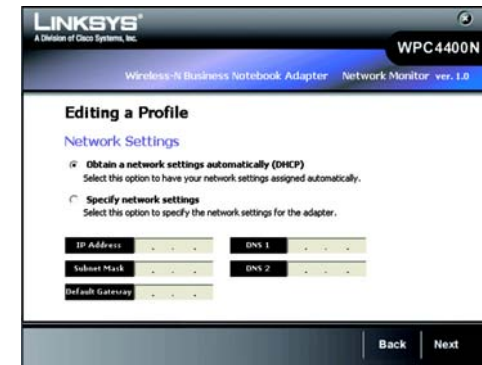 LINKSYS®
A Division of Cisco Systems, Inc.
WPC4400N
Wireless-N Business Notebook Adapter Network Monitor ver. 1.0
Editing a Profile
Network Settings
Obtain a network settings automatically (DHCP)
Select this option to have your network settings assigned automatically.
Specify network settings
Select this option to specify the network settings for the adapter.
IP Address . . . DNS 1 . . .
Subnet Mask . . . DNS 2 . . .
Default Gateway . . .
Back Next